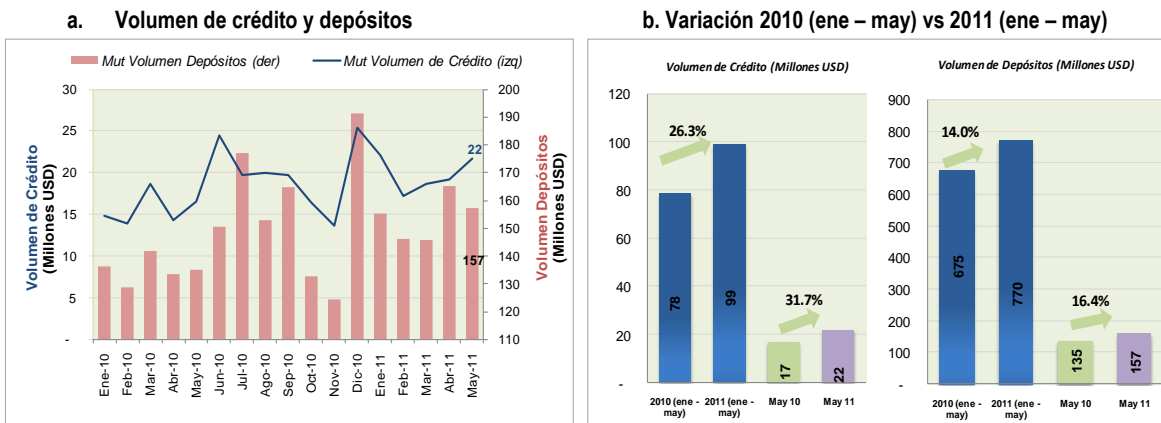 a. Volumen de crédito y depósitos
Mut Volumen Depósitos (der)
Mut Volumen de Crédito (izq)
Volumen de Crédito
(Miillones USD)
30
25
20
15
10
5
-
22
157
200
190
180
170
160
150
140
130
120
110
Volumen Depósitos
(Millones USD)
Ene-10
Feb-10
Mar-10
Abr-10
May-10
Jun-10
Jul-10
Ago-10
Sep-10
Oct-10
Nov-10
Dic-10
Ene-11
Feb-11
Mar-11
Abr-11
May-11
b. Variación 2010 (ene – may) vs 2011 (ene – may)
Volumen de Crédito (Millones USD)
120
100
80
60
40
20
-
26.3%
31.7%
78
99
17
22
2010 (ene -
may)
2011 (ene -
may)
May 10
May 11
Volumen de Depósitos (Millones USD)
900
800
700
600
500
400
300
200
100
-
14.0%
16.4%
675
770
135
157
2010 (ene -
may)
2011 (ene -
may)
May 10
May 11